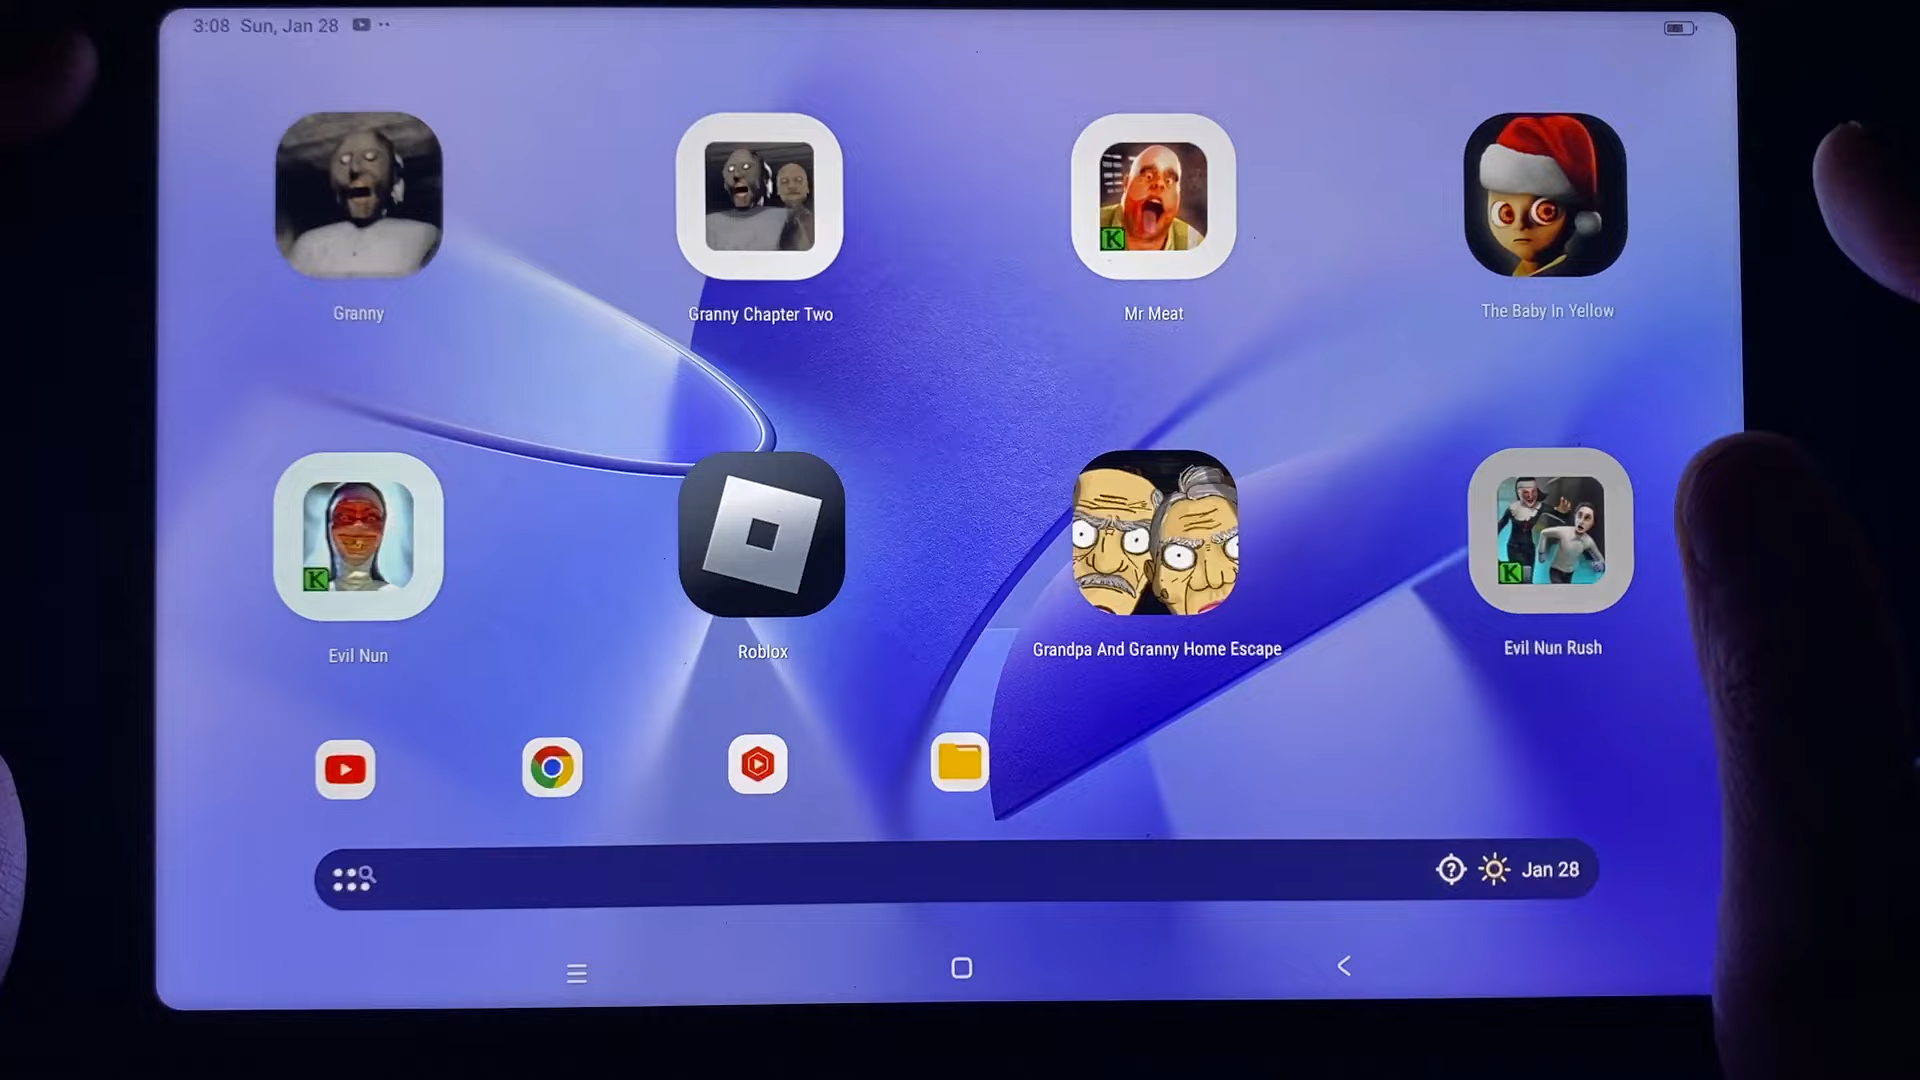 3:08 Sun, Jan 28
Granny
Granny Chapter Two
Mr Meat
The Baby In Yellow
K
Evil Nun
Roblox
Grandpa And Granny Home Escape
Evil Nun Rush
K
K
Jan 28